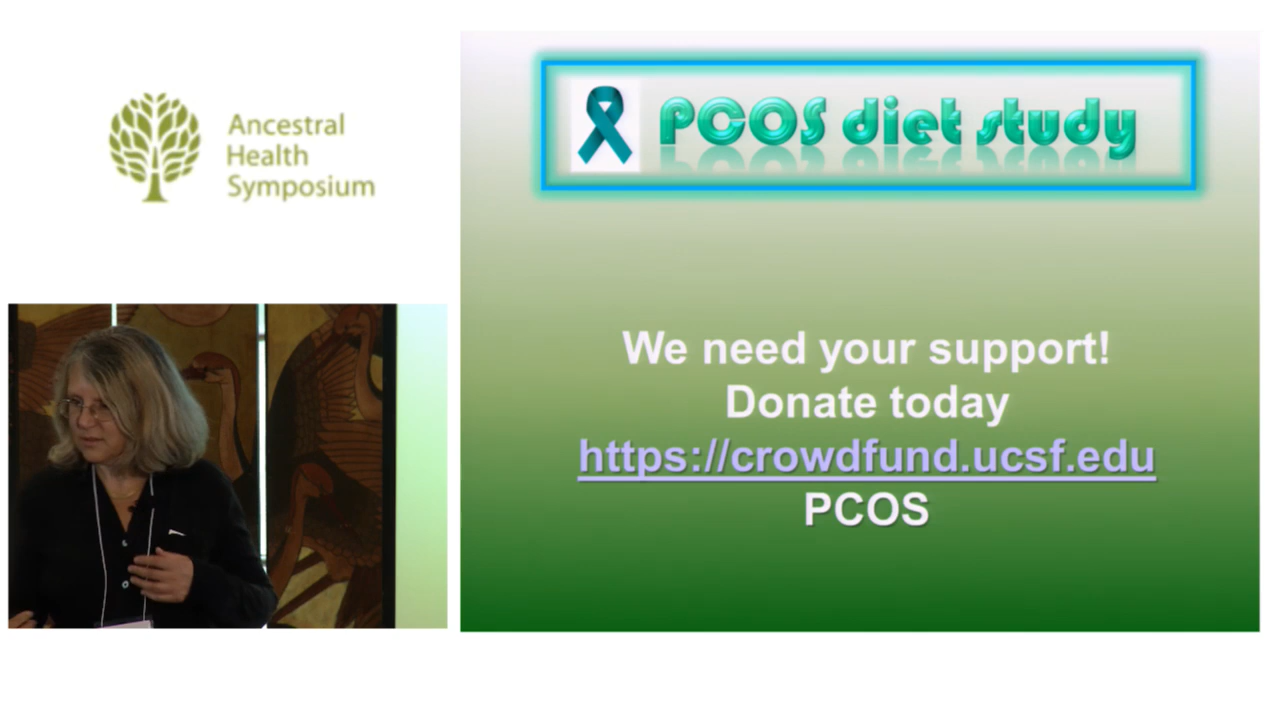 Ancestral
Health
Symposium
PCOS diet study
We need your support!
Donate today
https://crowdfund.ucsf.edu
PCOS